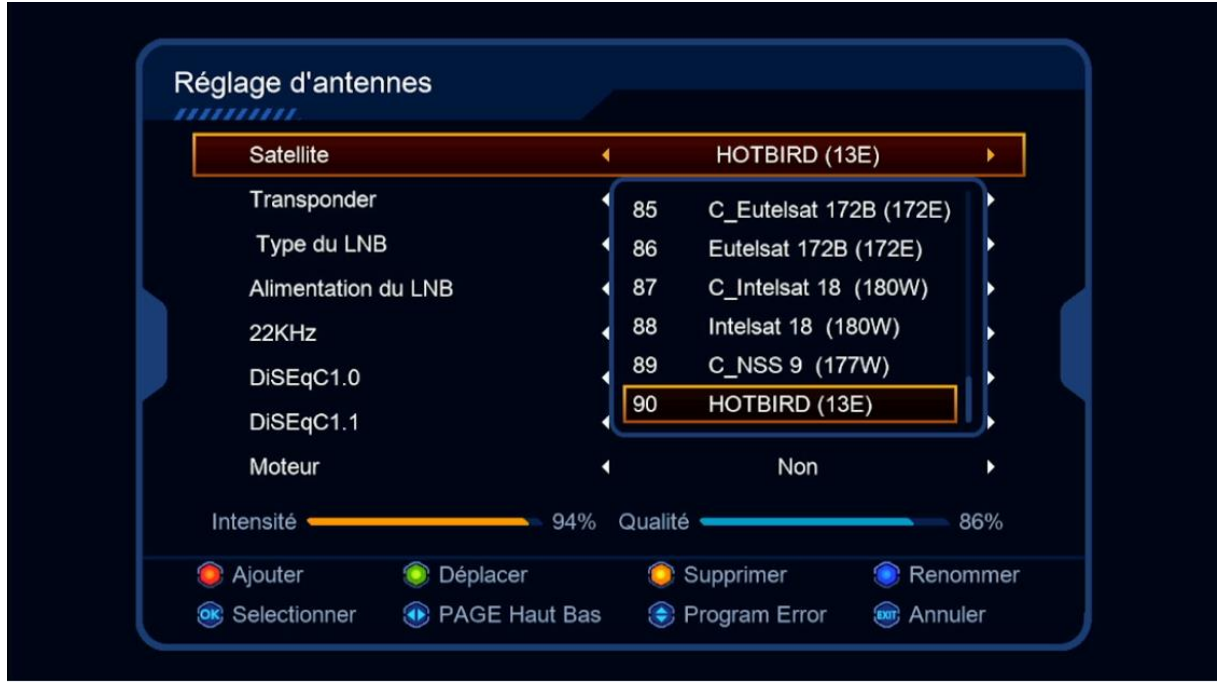 Réglage d'antennes
Satellite HOTBIRD (13E)
Transponder
85 C_Eutelsat 172B (172E)
Type du LNB
86 Eutelsat 172B (172E)
Alimentation du LNB
87 C_Intelsat 18 (180W)
22KHz
88 Intelsat 18 (180W)
DiSEqC1.0
89 C_NSS 9 (177W)
DiSEqC1.1
90 HOTBIRD (13E)
Moteur Non
Intensité 94% Qualité 86%
Ajouter Déplacer Supprimer Renommer
OK Selectionner PAGE Haut Bas Program Error EXIT Annuler